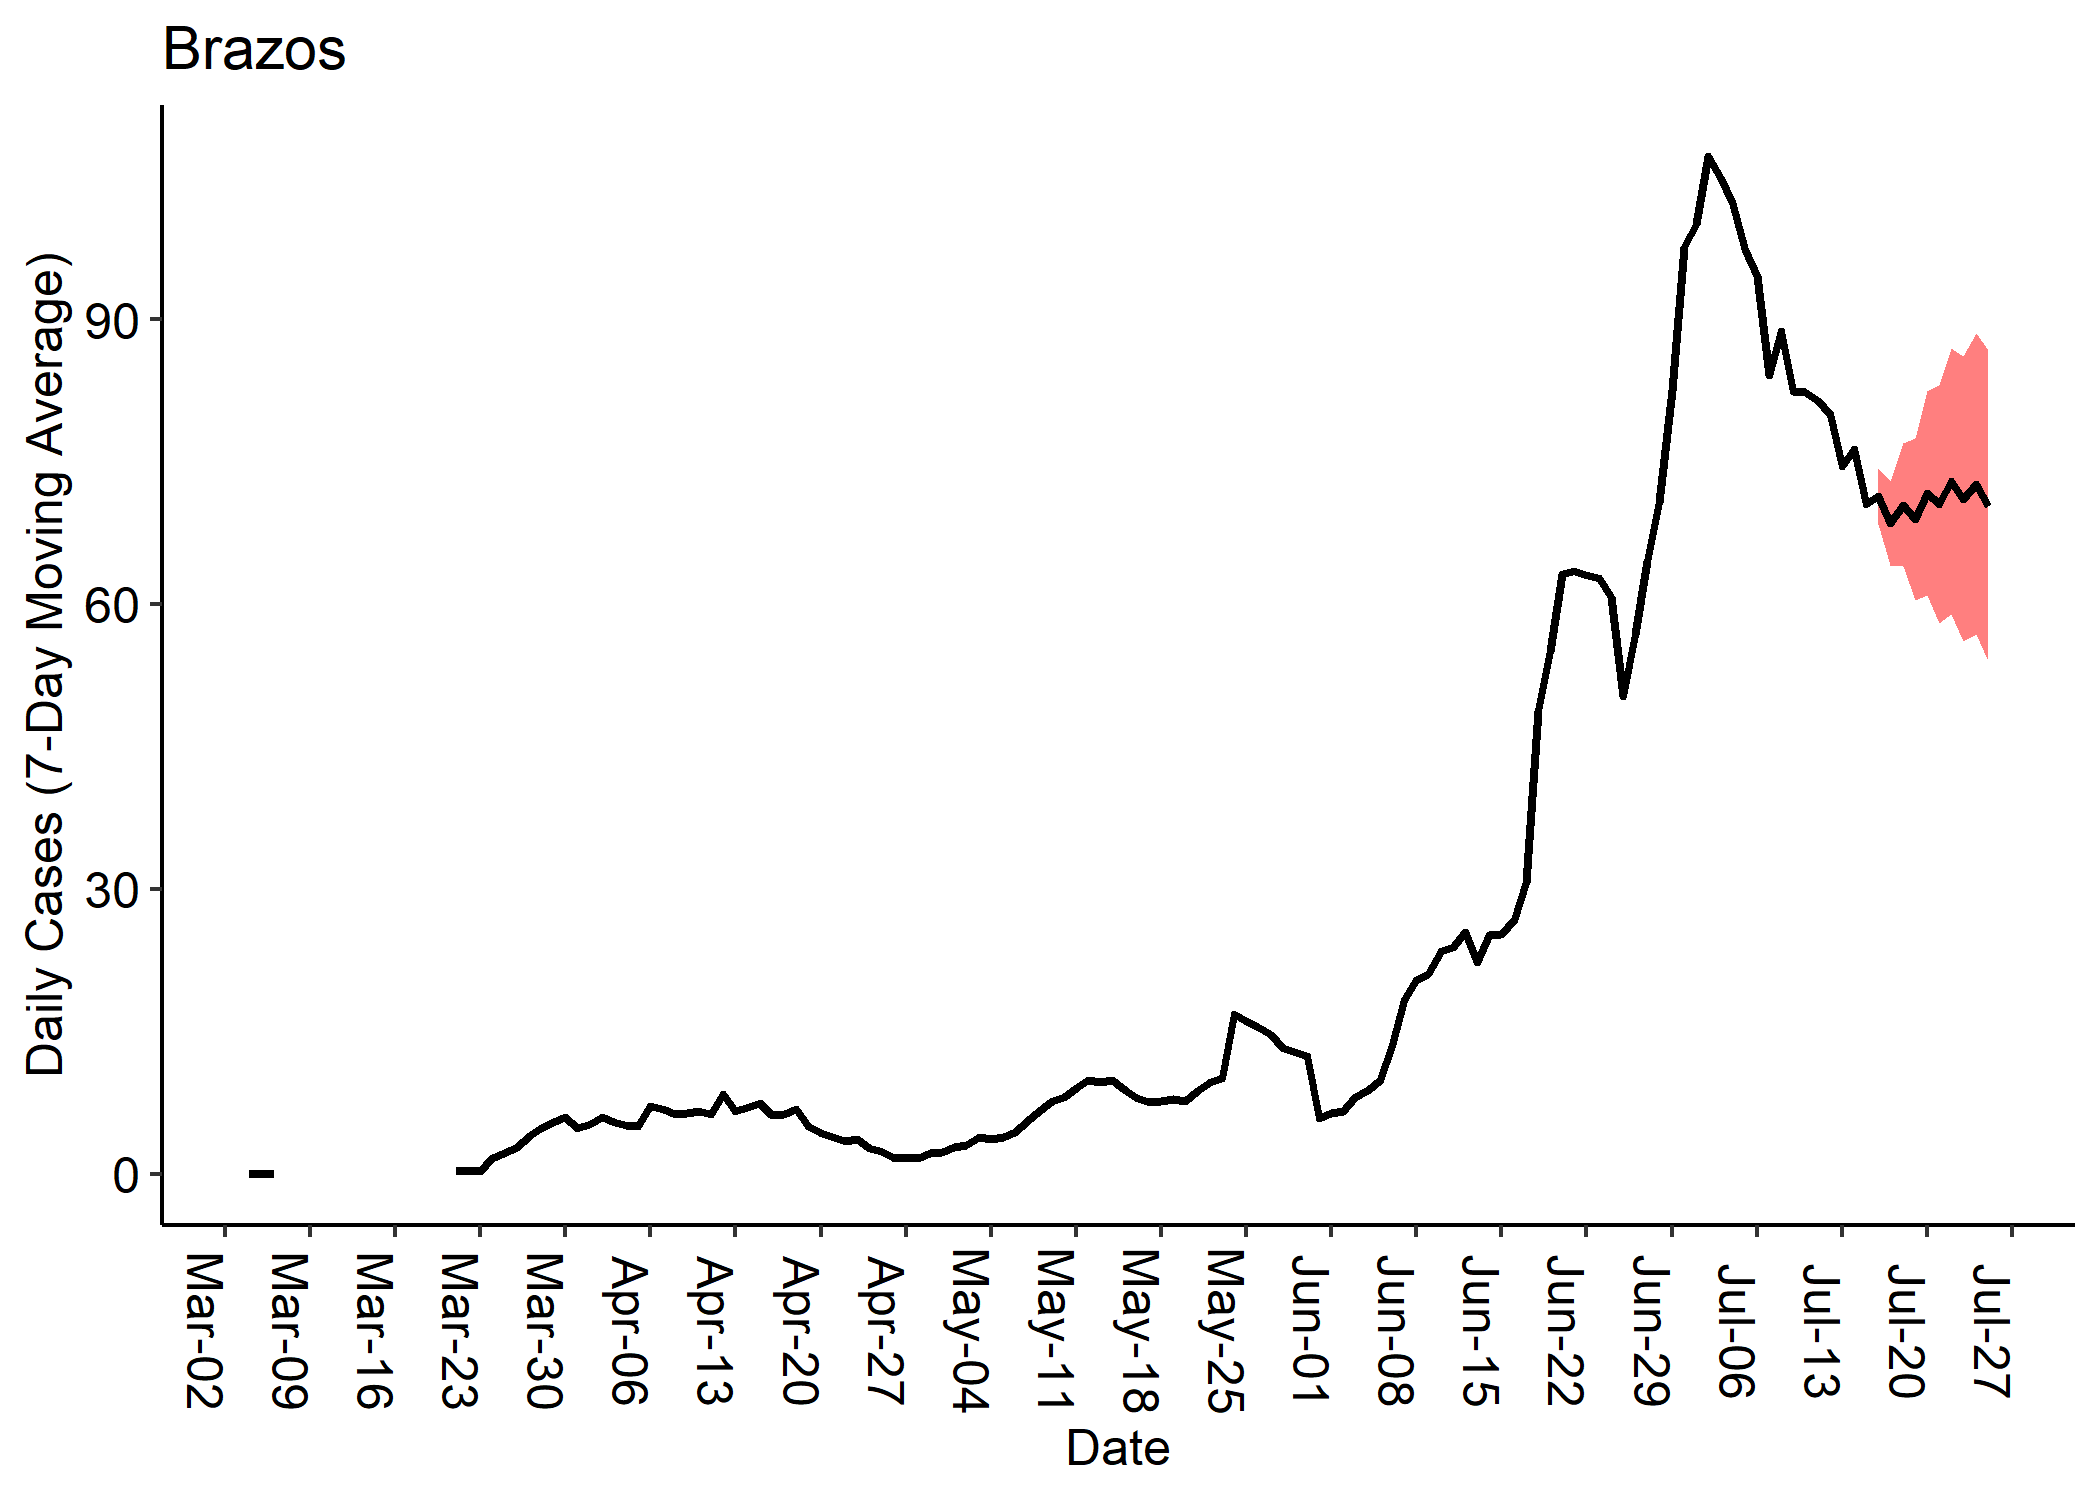 Brazos
Daily Cases (7-Day Moving Average)
90
60
30
0
Mar-02
Mar-09
Mar-16
Mar-23
Mar-30
Apr-06
Apr-13
Apr-20
Apr-27
May-04
May-11
May-18
May-25
Jun-01
Jun-08
Jun-15
Jun-22
Jun-29
Jul-06
Jul-13
Jul-20
Jul-27
Date